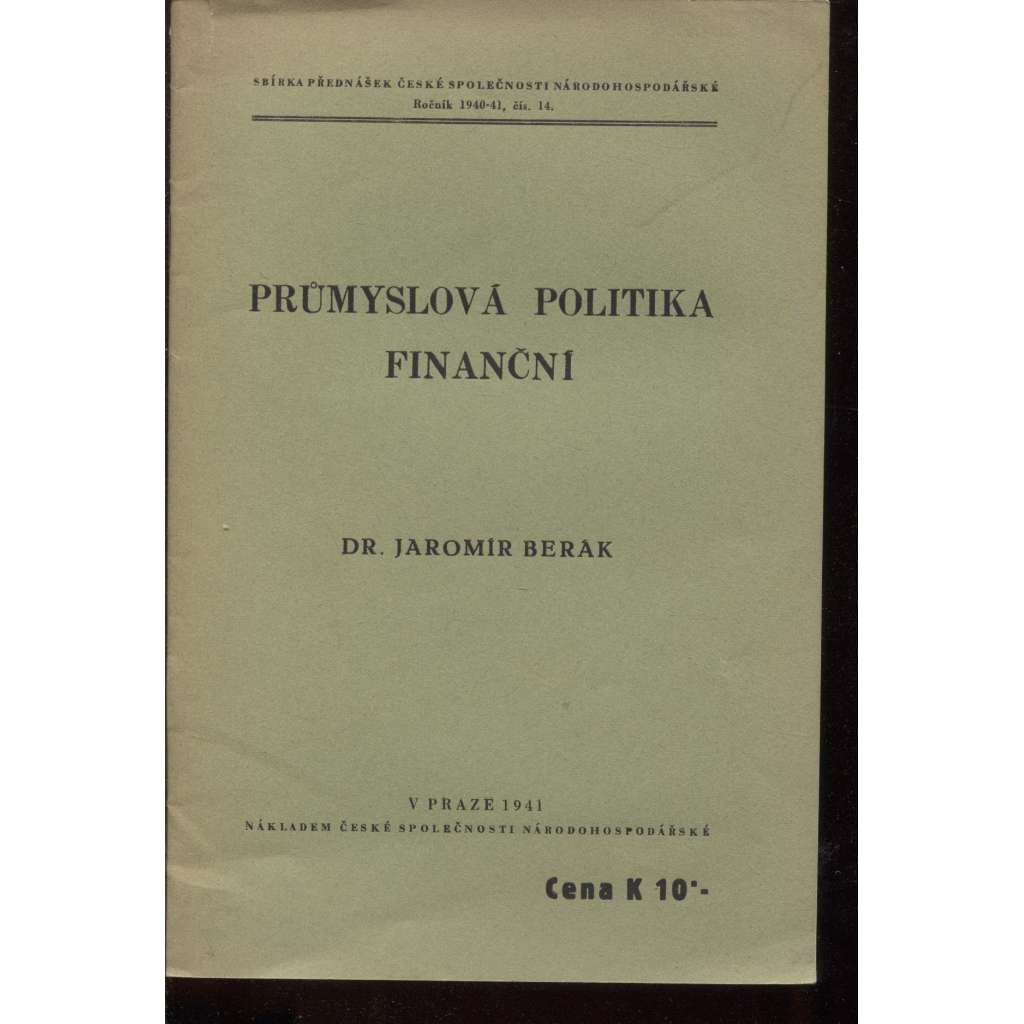 SBÍRKA PŘEDNÁŠEK ČESKÉ SPOLEČNOSTI NÁRODOHOSPODÁŘSKÉ
Ročník 1940-41, čís. 14.
PRŮMYSLOVÁ POLITIKA
FINANČNÍ
DR. JAROMÍR BERÁK
V PRAZE 1941
NÁKLADEM ČESKÉ SPOLEČNOSTI NÁRODOHOSPODÁŘSKÉ
Cena K 10·-